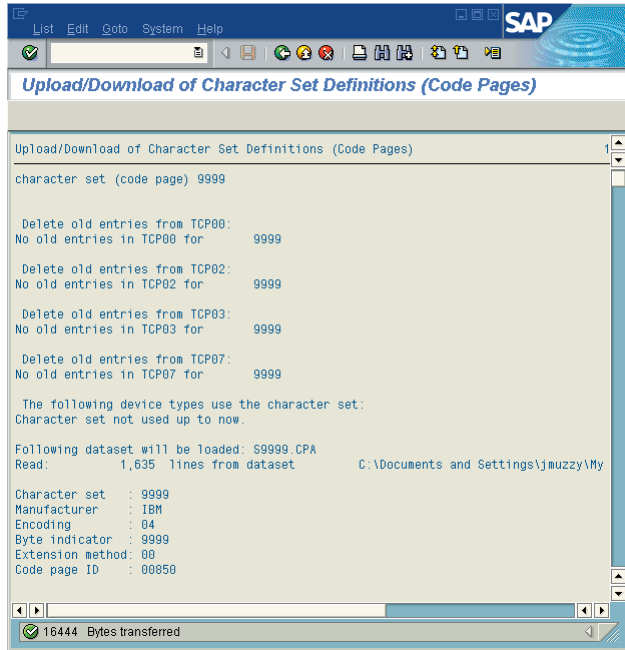 List Edit Goto System Help
SAP
Upload/Download of Character Set Definitions (Code Pages)
Upload/Download of Character Set Definitions (Code Pages) 1
character set (code page) 9999
Delete old entries from TCP00:
No old entries in TCP00 for 9999
Delete old entries from TCP02:
No old entries in TCP02 for 9999
Delete old entries from TCP03:
No old entries in TCP03 for 9999
Delete old entries from TCP07:
No old entries in TCP07 for 9999
The following device types use the character set:
Character set not used up to now.
Following dataset will be loaded: S9999.CPA
Read: 1,635 lines from dataset C:\Documents and Settings\jmuzzy\My
Character set : 9999
Manufacturer : IBM
Encoding : 04
Byte indicator : 9999
Extension method: 00
Code page ID : 00850
16444 Bytes transferred